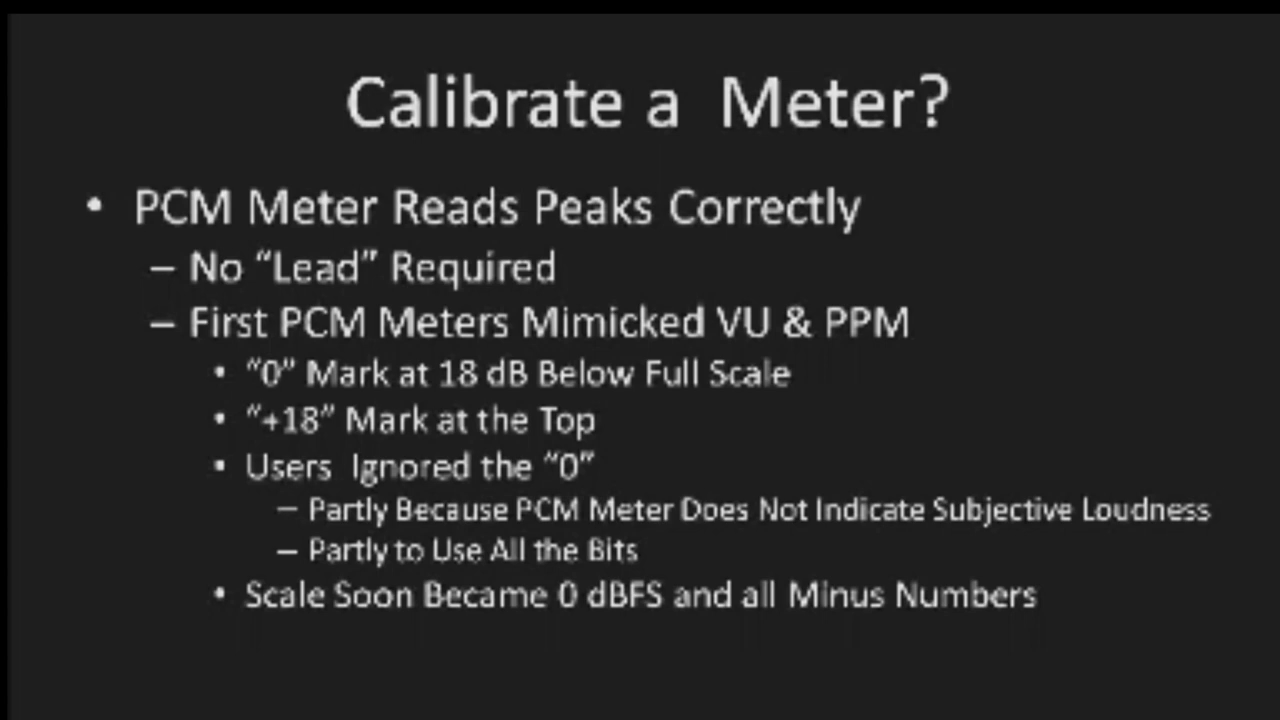 Calibrate a  Meter?
• PCM Meter Reads Peaks Correctly
– No “Lead” Required
– First PCM Meters Mimicked VU & PPM
• “0” Mark at 18 dB Below Full Scale
• “+18” Mark at the Top
• Users  Ignored the “0”
– Partly Because PCM Meter Does Not Indicate Subjective Loudness
– Partly to Use All the Bits
• Scale Soon Became 0 dBFS and all Minus Numbers